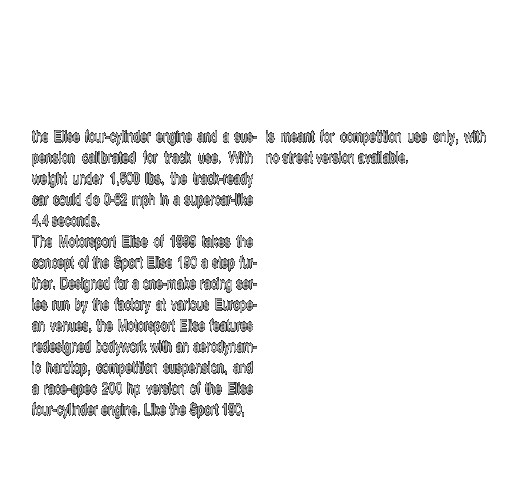 the Elise four-cylinder engine and a sus-
pension calibrated for track use. With
weight under 1,500 lbs, the track-ready
car could do 0-62 mph in a supercar-like
4.4 seconds.
The Motorsport Elise of 1999 takes the
concept of the Sport Elise 190 a step fur-
ther. Designed for a one-make racing ser-
ies run by the factory at various Europe-
an venues, the Motorsport Elise features
redesigned bodywork with an aerodynam-
ic hardtop, competition suspension, and
a race-spec 200 hp version of the Elise
four-cylinder engine. Like the Sport 190,
is meant for competition use only, with
no street version available.